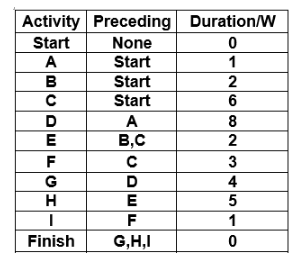 Activity Preceding Duration/W
Start None 0
A Start 1
B Start 2
C Start 6
D A 8
E B,C 2
F C 3
G D 4
H E 5
I F 1
Finish G,H,I 0